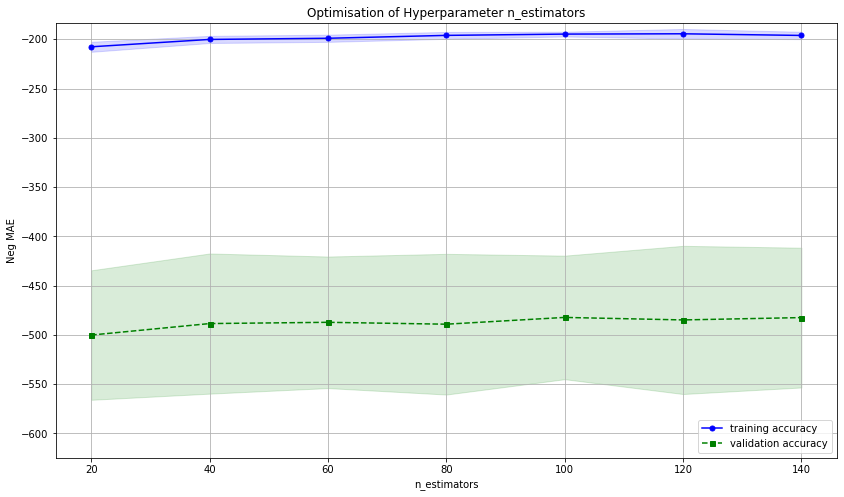 Optimisation of Hyperparameter n_estimators
−200
−250
−300
−350
−400
−450
−500
−550
−600
Neg MAE
20 40 60 80 100 120 140
n_estimators
training accuracy
validation accuracy